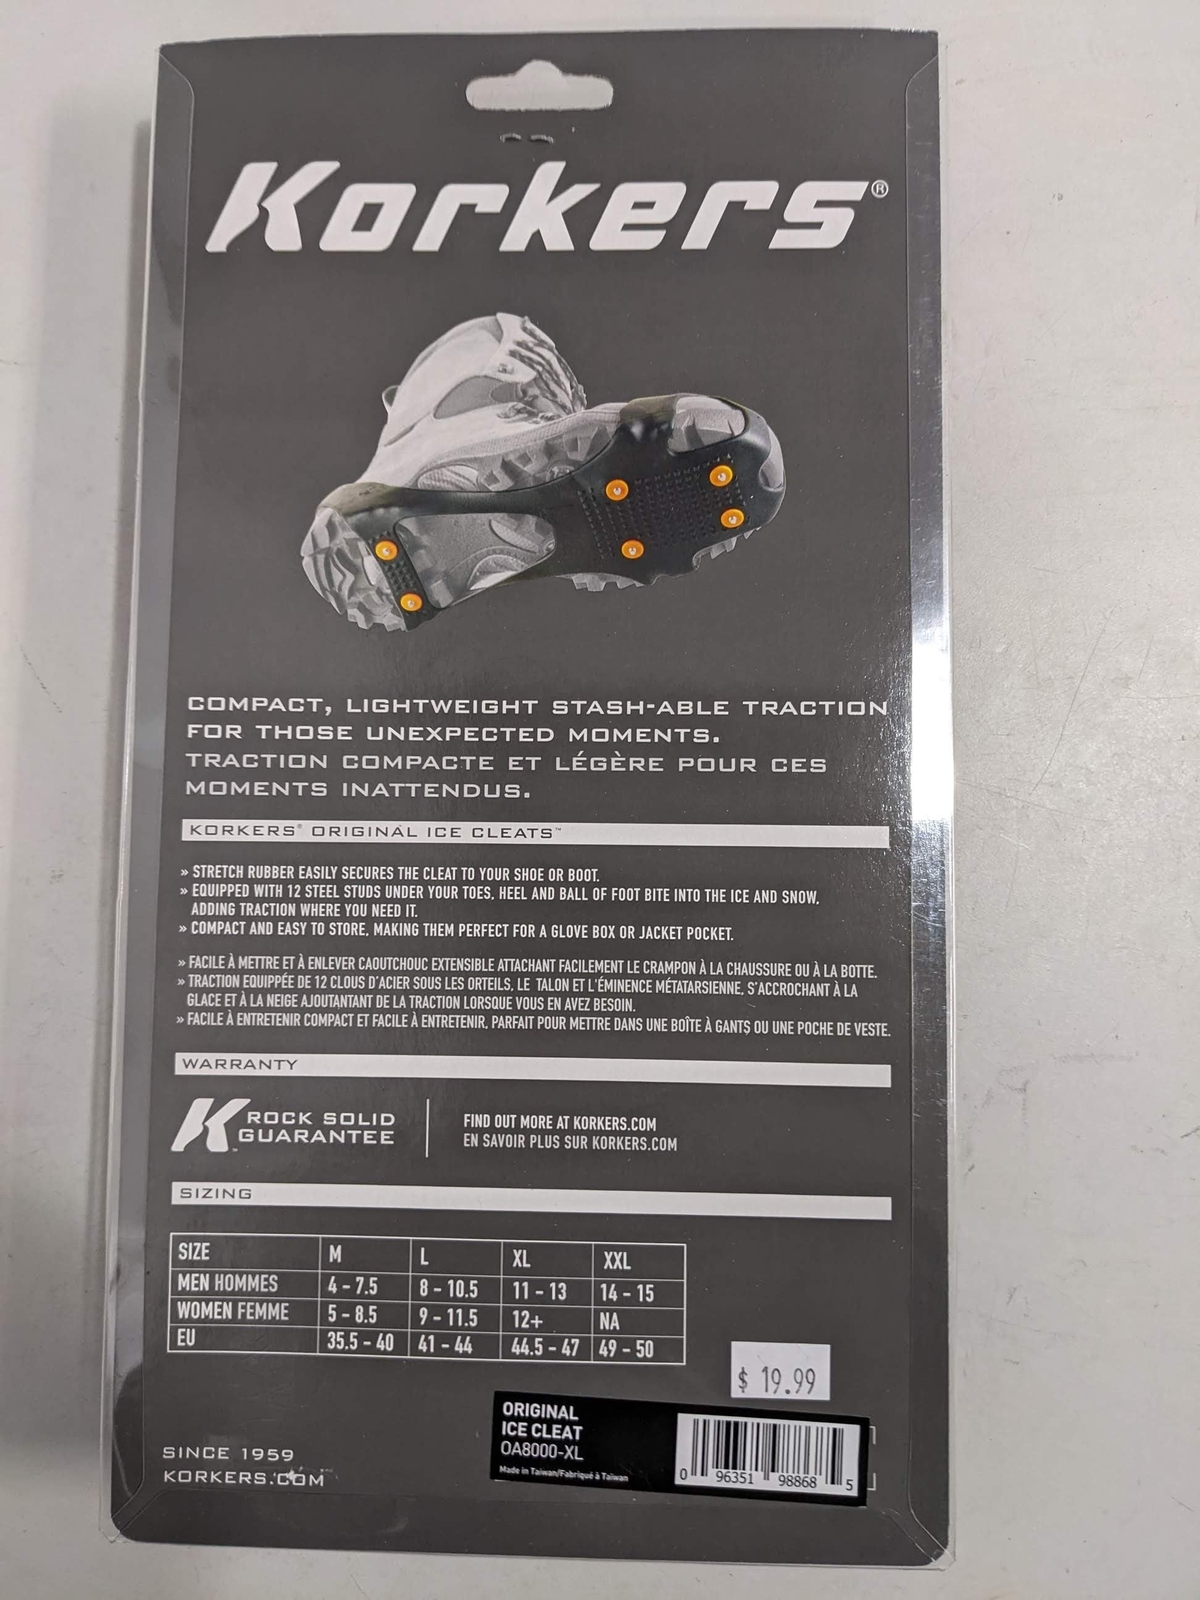 Korkers®
COMPACT, LIGHTWEIGHT STASH-ABLE TRACTION
FOR THOSE UNEXPECTED MOMENTS.
TRACTION COMPACTE ET LÉGÈRE POUR CES
MOMENTS INATTENDUS.
KORKERS® ORIGINAL ICE CLEATS™
» STRETCH RUBBER EASILY SECURES THE CLEAT TO YOUR SHOE OR BOOT.
» EQUIPPED WITH 12 STEEL STUDS UNDER YOUR TOES, HEEL AND BALL OF FOOT BITE INTO THE ICE AND SNOW,
ADDING TRACTION WHERE YOU NEED IT.
» COMPACT AND EASY TO STORE, MAKING THEM PERFECT FOR A GLOVE BOX OR JACKET POCKET.
» FACILE À METTRE ET À ENLEVER CAOUTCHOUC EXTENSIBLE ATTACHANT FACILEMENT LE CRAMPON À LA CHAUSSURE OU À LA BOTTE.
» TRACTION EQUIPPÉE DE 12 CLOUS D'ACIER SOUS LES ORTEILS, LE TALON ET L'ÉMINENCE MÉTATARSIENNE, S'ACCROCHANT À LA
GLACE ET À LA NEIGE AJOUTANTANT DE LA TRACTION LORSQUE VOUS EN AVEZ BESOIN.
» FACILE À ENTRETENIR COMPACT ET FACILE À ENTRETENIR, PARFAIT POUR METTRE DANS UNE BOÎTE À GANTS OU UNE POCHE DE VESTE.
WARRANTY
K ROCK SOLID
GUARANTEE
™
FIND OUT MORE AT KORKERS.COM
EN SAVOIR PLUS SUR KORKERS.COM
SIZING
SIZE M L XL XXL
MEN HOMMES 4 - 7.5 8 - 10.5 11 - 13 14 - 15
WOMEN FEMME 5 - 8.5 9 - 11.5 12+ NA
EU 35.5 - 40 41 - 44 44.5 - 47 49 - 50
$ 19.99
ORIGINAL
ICE CLEAT
OA8000-XL
Made in Taiwan/Fabriqué à Taiwan
0 96351 98868 5
SINCE 1959
KORKERS.COM